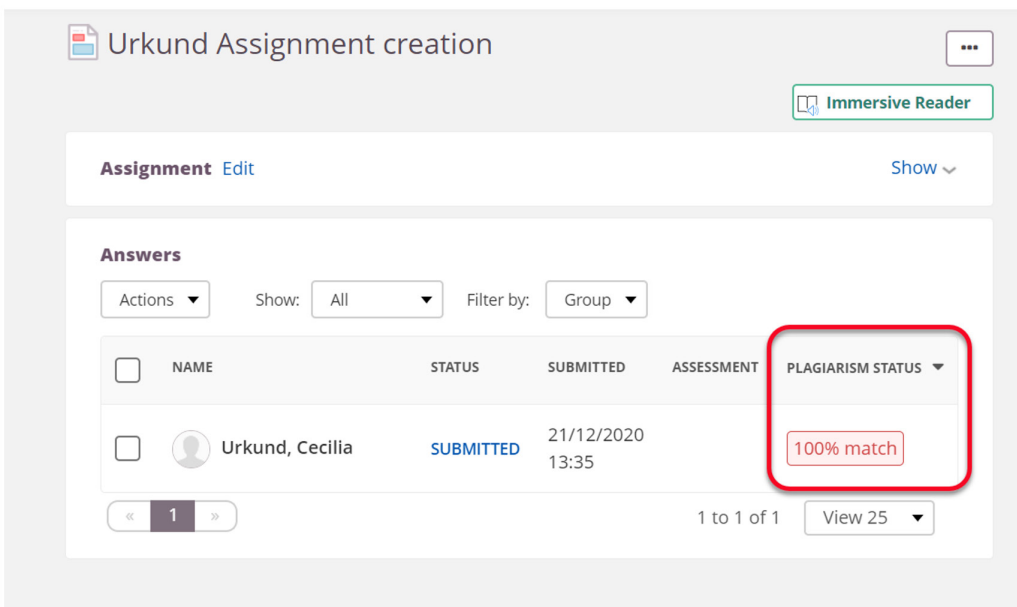 Urkund Assignment creation
Immersive Reader
Assignment Edit Show
Answers
Actions Show: All Filter by: Group
NAME STATUS SUBMITTED ASSESSMENT PLAGIARISM STATUS
Urkund, Cecilia SUBMITTED 21/12/2020 100% match
13:35
« 1 » 1 to 1 of 1 View 25